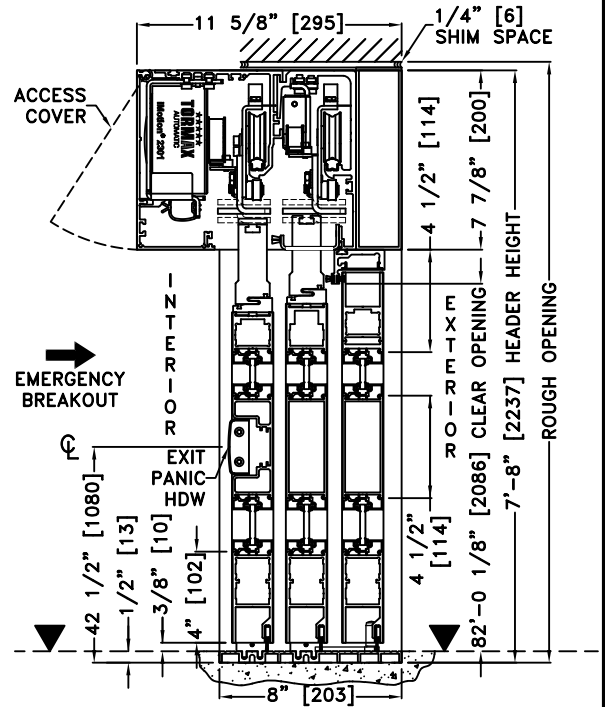 11 5/8" [295]
1/4" [6]
SHIM SPACE
ACCESS
COVER
★★★★
TORMAX
AUTOMATIC
iMotion® 2301
4 1/2" [114]
7 7/8" [200]
INTERIOR
EXTERIOR
EMERGENCY
BREAKOUT
℄
EXIT
PANIC
HDW
42 1/2" [1080]
1/2" [13]
3/8" [10]
4" [102]
4 1/2"
[114]
82'-0 1/8" [2086] CLEAR OPENING
7'-8" [2237] HEADER HEIGHT
ROUGH OPENING
8" [203]